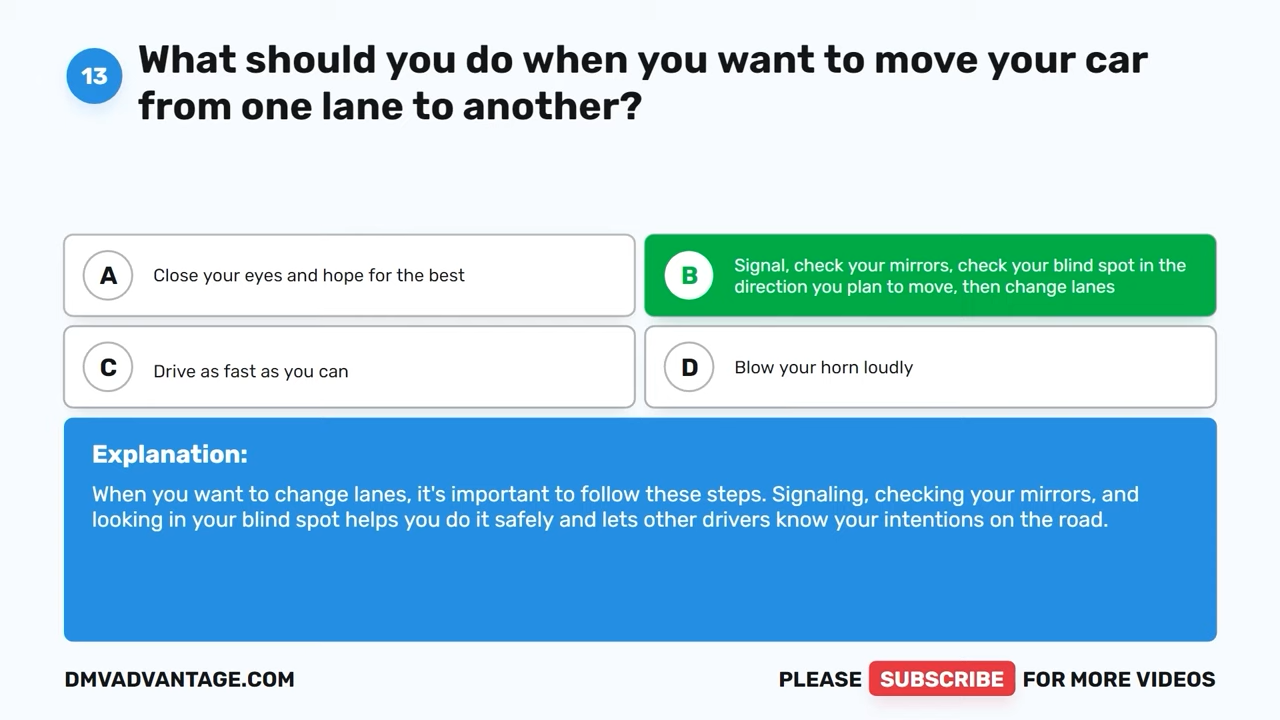 13
What should you do when you want to move your car
from one lane to another?
A
Close your eyes and hope for the best
B
Signal, check your mirrors, check your blind spot in the
direction you plan to move, then change lanes
C
Drive as fast as you can
D
Blow your horn loudly
Explanation:
When you want to change lanes, it's important to follow these steps. Signaling, checking your mirrors, and
looking in your blind spot helps you do it safely and lets other drivers know your intentions on the road.
DMVADVANTAGE.COM
PLEASE SUBSCRIBE FOR MORE VIDEOS